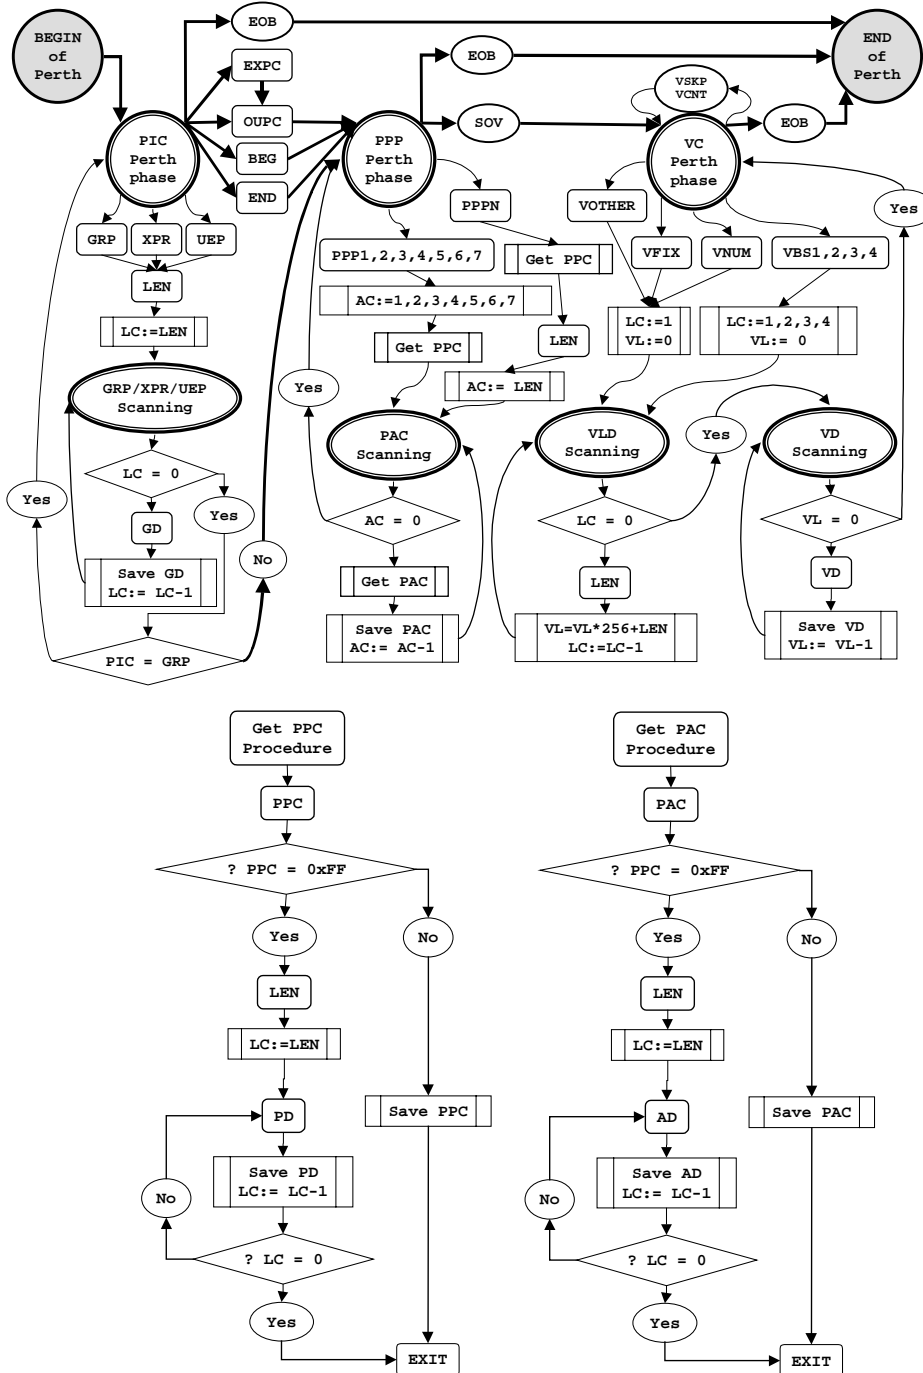 BEGIN
of
Perth
EOB
END
of
Perth
EXPC
EOB
VSKP
VCNT
OUPC
SOV
EOB
PIC
Perth
phase
BEG
PPP
Perth
phase
VC
Perth
phase
END
PPPN
VOTHER
Yes
GRP
XPR
UEP
PPP1,2,3,4,5,6,7
Get PPC
VFIX
VNUM
VBS1,2,3,4
LEN
AC:=1,2,3,4,5,6,7
LC:=LEN
Get PPC
LEN
LC:=1
VL:=0
LC:=1,2,3,4
VL:= 0
GRP/XPR/UEP
Scanning
Yes
AC:= LEN
PAC
Scanning
VLD
Scanning
Yes
VD
Scanning
LC = 0
Yes
Yes
AC = 0
LC = 0
VL = 0
GD
No
Save GD
LC:= LC-1
Get PAC
LEN
VD
Save PAC
AC:= AC-1
VL=VL*256+LEN
LC:=LC-1
Save VD
VL:= VL-1
PIC = GRP
Get PPC
Procedure
PPC
? PPC = 0xFF
Yes
No
LEN
LC:=LEN
PD
Save PPC
Save PD
LC:= LC-1
No
? LC = 0
Yes
EXIT
Get PAC
Procedure
PAC
? PPC = 0xFF
Yes
No
LEN
LC:=LEN
AD
Save PAC
Save AD
LC:= LC-1
No
? LC = 0
Yes
EXIT